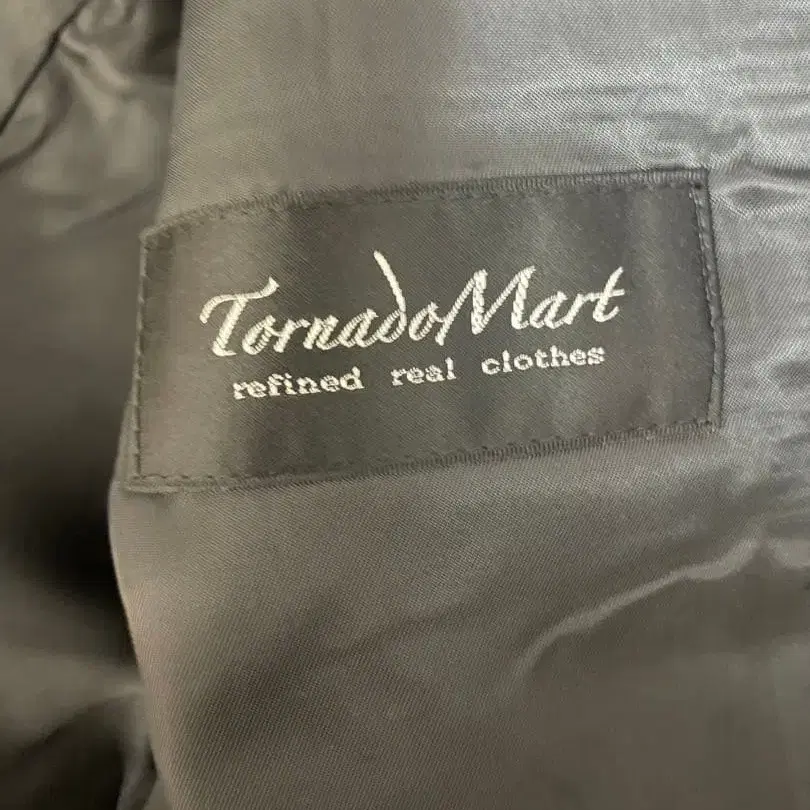 TornadoMart
refined real clothes